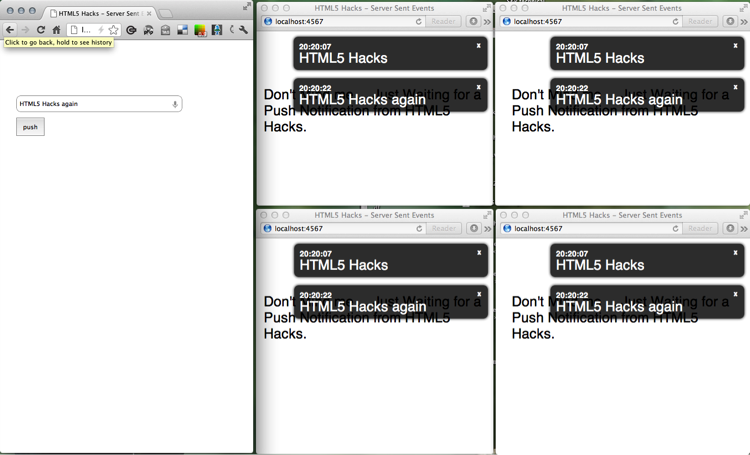 HTML5 Hacks – Server Sent E
Click to go back, hold to see history
HTML5 Hacks again
push
HTML5 Hacks – Server Sent Events
localhost:4567
Reader
20:20:07 x
HTML5 Hacks
20:20:22 x
HTML5 Hacks again
Don't M Just Waiting for a
Push Notification from HTML5
Hacks.
HTML5 Hacks – Server Sent Events
localhost:4567
Reader
20:20:07 x
HTML5 Hacks
20:20:22 x
HTML5 Hacks again
Don't M Just Waiting for a
Push Notification from HTML5
Hacks.
HTML5 Hacks – Server Sent Events
localhost:4567
Reader
20:20:07 x
HTML5 Hacks
20:20:22 x
HTML5 Hacks again
Don't M Just Waiting for a
Push Notification from HTML5
Hacks.
HTML5 Hacks – Server Sent Events
localhost:4567
Reader
20:20:07 x
HTML5 Hacks
20:20:22 x
HTML5 Hacks again
Don't M Just Waiting for a
Push Notification from HTML5
Hacks.